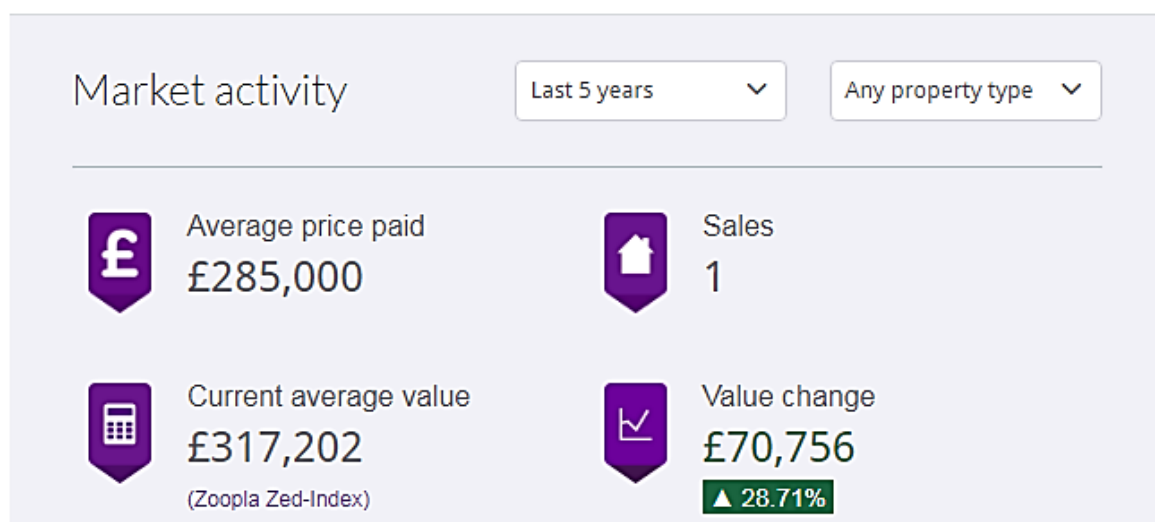 Market activity
Last 5 years
Any property type
£
Average price paid
£285,000
Sales
1
Current average value
£317,202
(Zoopla Zed-Index)
Value change
£70,756
▲ 28.71%